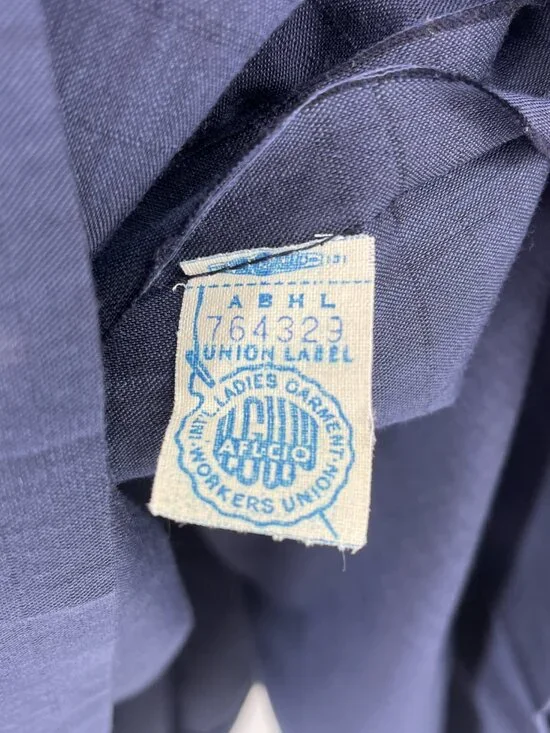 ABHL
764329
UNION LABEL
INT'L. LADIES GARMENT
WORKERS UNION
AFL-CIO